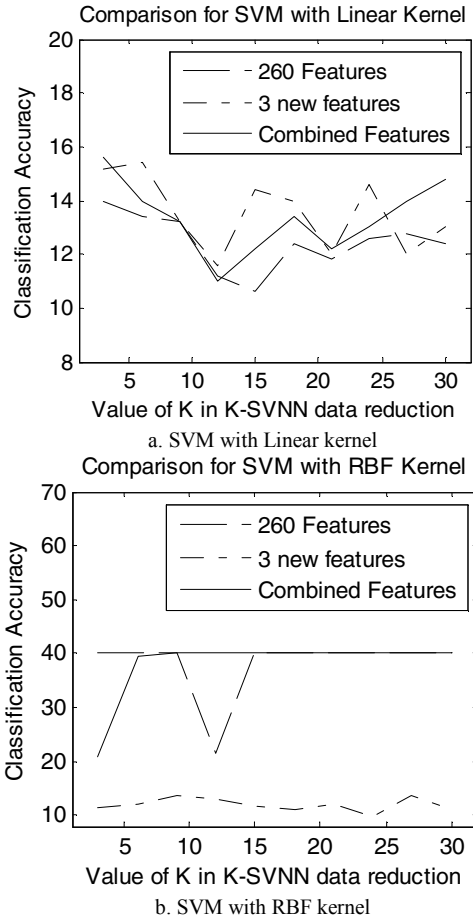 Comparison for SVM with Linear Kernel
20
18
16
14
12
10
8
Classification Accuracy
260 Features
3 new features
Combined Features
5 10 15 20 25 30
Value of K in K-SVNN data reduction
a. SVM with Linear kernel
Comparison for SVM with RBF Kernel
70
60
50
40
30
20
10
Classification Accuracy
260 Features
3 new features
Combined Features
5 10 15 20 25 30
Value of K in K-SVNN data reduction
b. SVM with RBF kernel